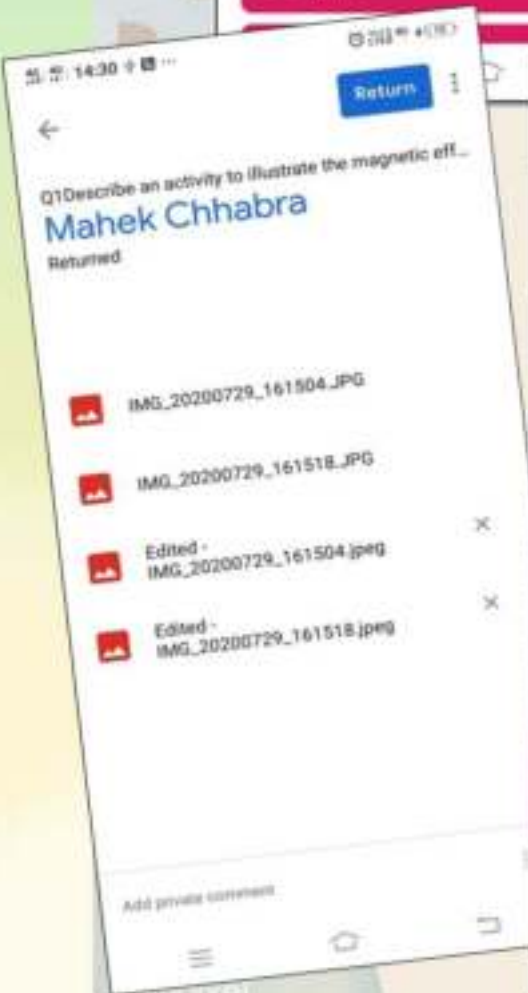 14:30
Return
Q1Describe an activity to illustrate the magnetic eff...
Mahek Chhabra
Returned
IMG_20200729_161504.JPG
IMG_20200729_161518.JPG
Edited -
IMG_20200729_161504.jpeg
Edited -
IMG_20200729_161518.jpeg
Add private comment